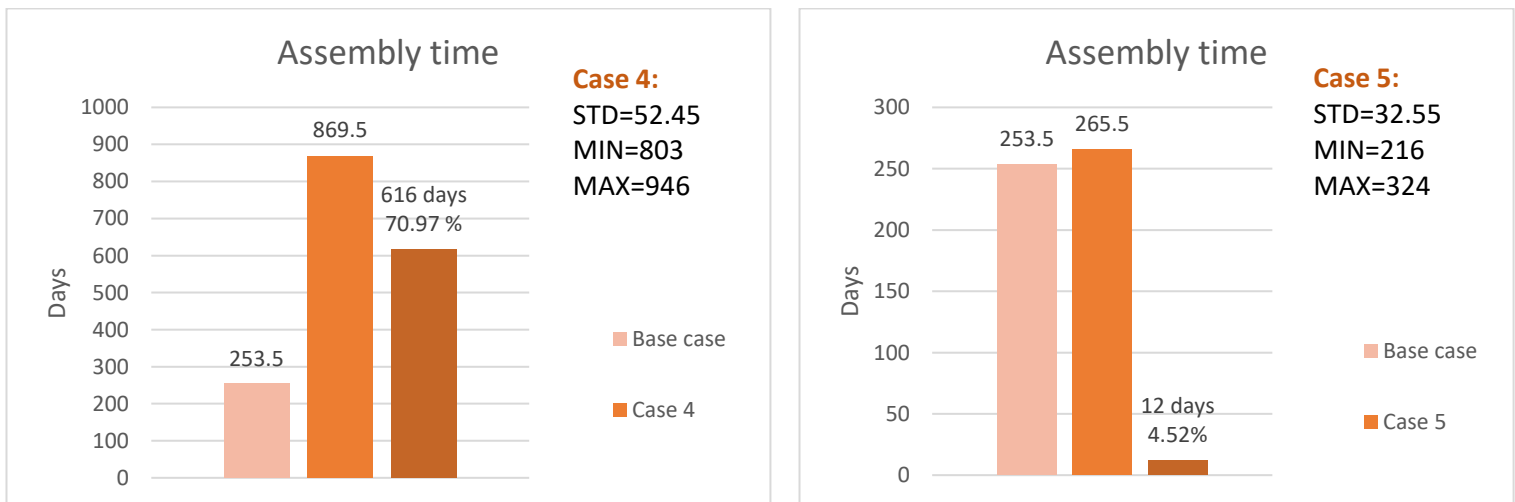 Assembly time
Case 4:
STD=52.45
MIN=803
MAX=946
1000
900
800
700
600
500
400
300
200
100
0
Days
253.5
869.5
616 days
70.97 %
Base case
Case 4
Assembly time
Case 5:
STD=32.55
MIN=216
MAX=324
300
250
200
150
100
50
0
Days
253.5
265.5
12 days
4.52%
Base case
Case 5